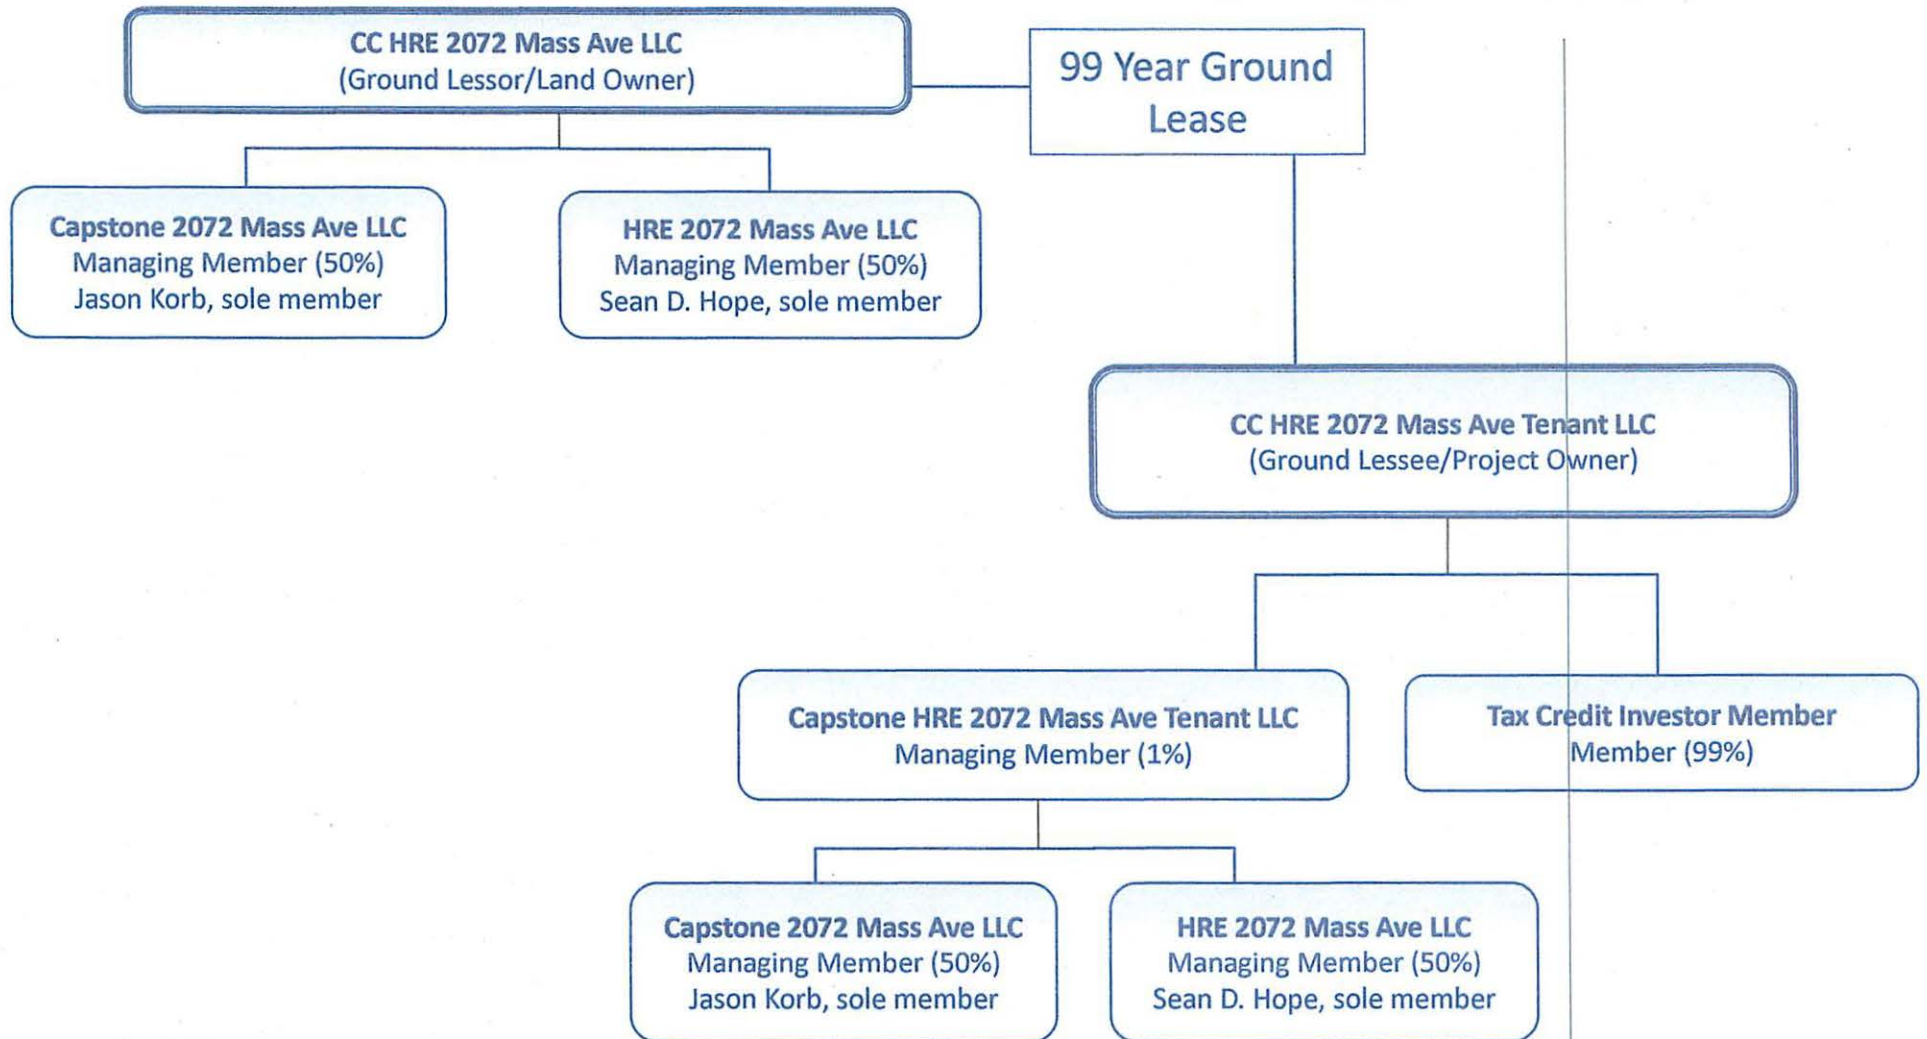 CC HRE 2072 Mass Ave LLC
(Ground Lessor/Land Owner)
99 Year Ground
Lease
Capstone 2072 Mass Ave LLC
Managing Member (50%)
Jason Korb, sole member
HRE 2072 Mass Ave LLC
Managing Member (50%)
Sean D. Hope, sole member
CC HRE 2072 Mass Ave Tenant LLC
(Ground Lessee/Project Owner)
Capstone HRE 2072 Mass Ave Tenant LLC
Managing Member (1%)
Tax Credit Investor Member
Member (99%)
Capstone 2072 Mass Ave LLC
Managing Member (50%)
Jason Korb, sole member
HRE 2072 Mass Ave LLC
Managing Member (50%)
Sean D. Hope, sole member